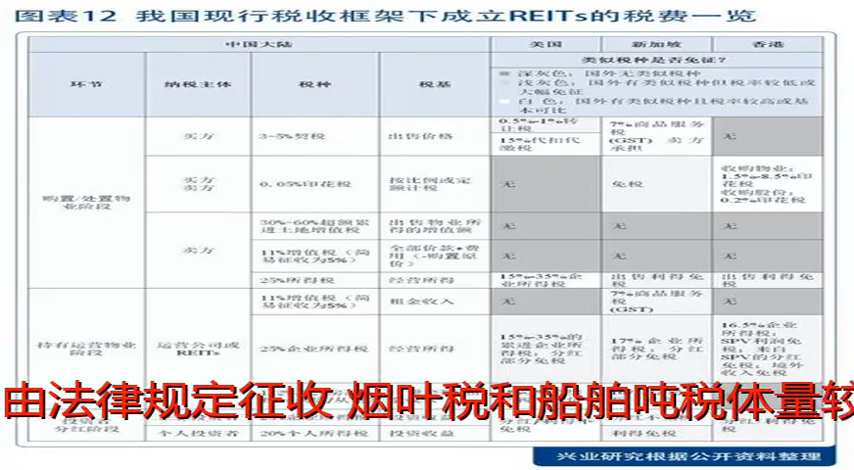 图表12 我国现行税收框架下成立REITs的税费一览
中国大陆 美国 新加坡 香港
类似税种是否免征？
环节 纳税主体 税种 税基
深灰色：国外无类似税种
浅灰色：国外有类似税种但税率较低或大幅免征
白 色：国外有类似税种且税率较高或基本可比
购置/处置物业阶段
买方 3-5%契税 出售价格
0.5%-1%转让税
15%代扣代缴税
7%商品服务税(GST) 卖方承担
无
买方
卖方
0.05%印花税 按比例或定额计税 无 免税
收购物业：1.5%-8.5%印花税
收购股份：0.2%印花税
卖方
30%-60%超额累进土地增值税 出售物业所得的增值额 无 无 无
11%增值税（简易征收为5%） 全部价款+费用（-购置原价） 无 无 无
25%所得税 经营所得 15%-35%企业所得税 出售利得免税 出售利得免税
持有运营物业阶段
运营公司或REITs
11%增值税（简易征收为5%） 租金收入 无 7%商品服务税(GST) 无
25%企业所得税 经营所得 15%-35%的累进企业所得税；分红部分免税 17%企业所得税；分红部分免税 16.5%企业所得税；SPV利润免税；来自SPV的分红免税；境外收入免税
由法律规定征收 烟叶税和船舶吨税体量较
分红阶段
个人投资者 20%个人所得税 投资收益 免税 利得免税
兴业研究根据公开资料整理